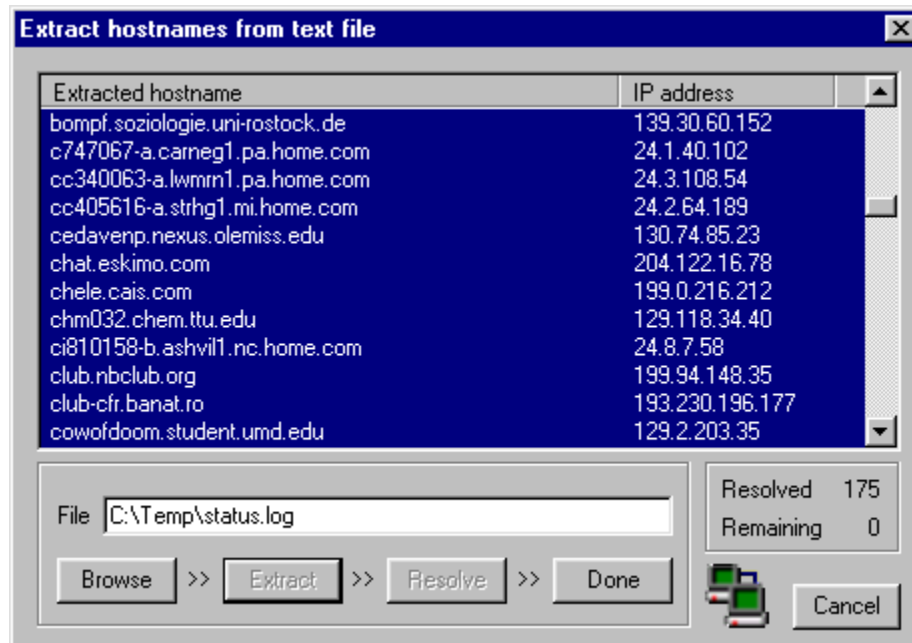 Extract hostnames from text file
Extracted hostname IP address
bompf.soziologie.uni-rostock.de 139.30.60.152
c747067-a.carneg1.pa.home.com 24.1.40.102
cc340063-a.lwmrn1.pa.home.com 24.3.108.54
cc405616-a.strhg1.mi.home.com 24.2.64.189
cedavenp.nexus.olemiss.edu 130.74.85.23
chat.eskimo.com 204.122.16.78
chele.cais.com 199.0.216.212
chm032.chem.ttu.edu 129.118.34.40
ci810158-b.ashvil1.nc.home.com 24.8.7.58
club.nbclub.org 199.94.148.35
club-cfr.banat.ro 193.230.196.177
cowofdoom.student.umd.edu 129.2.203.35
File C:\Temp\status.log
Resolved 175
Remaining 0
Browse >> Extract >> Resolve >> Done
Cancel